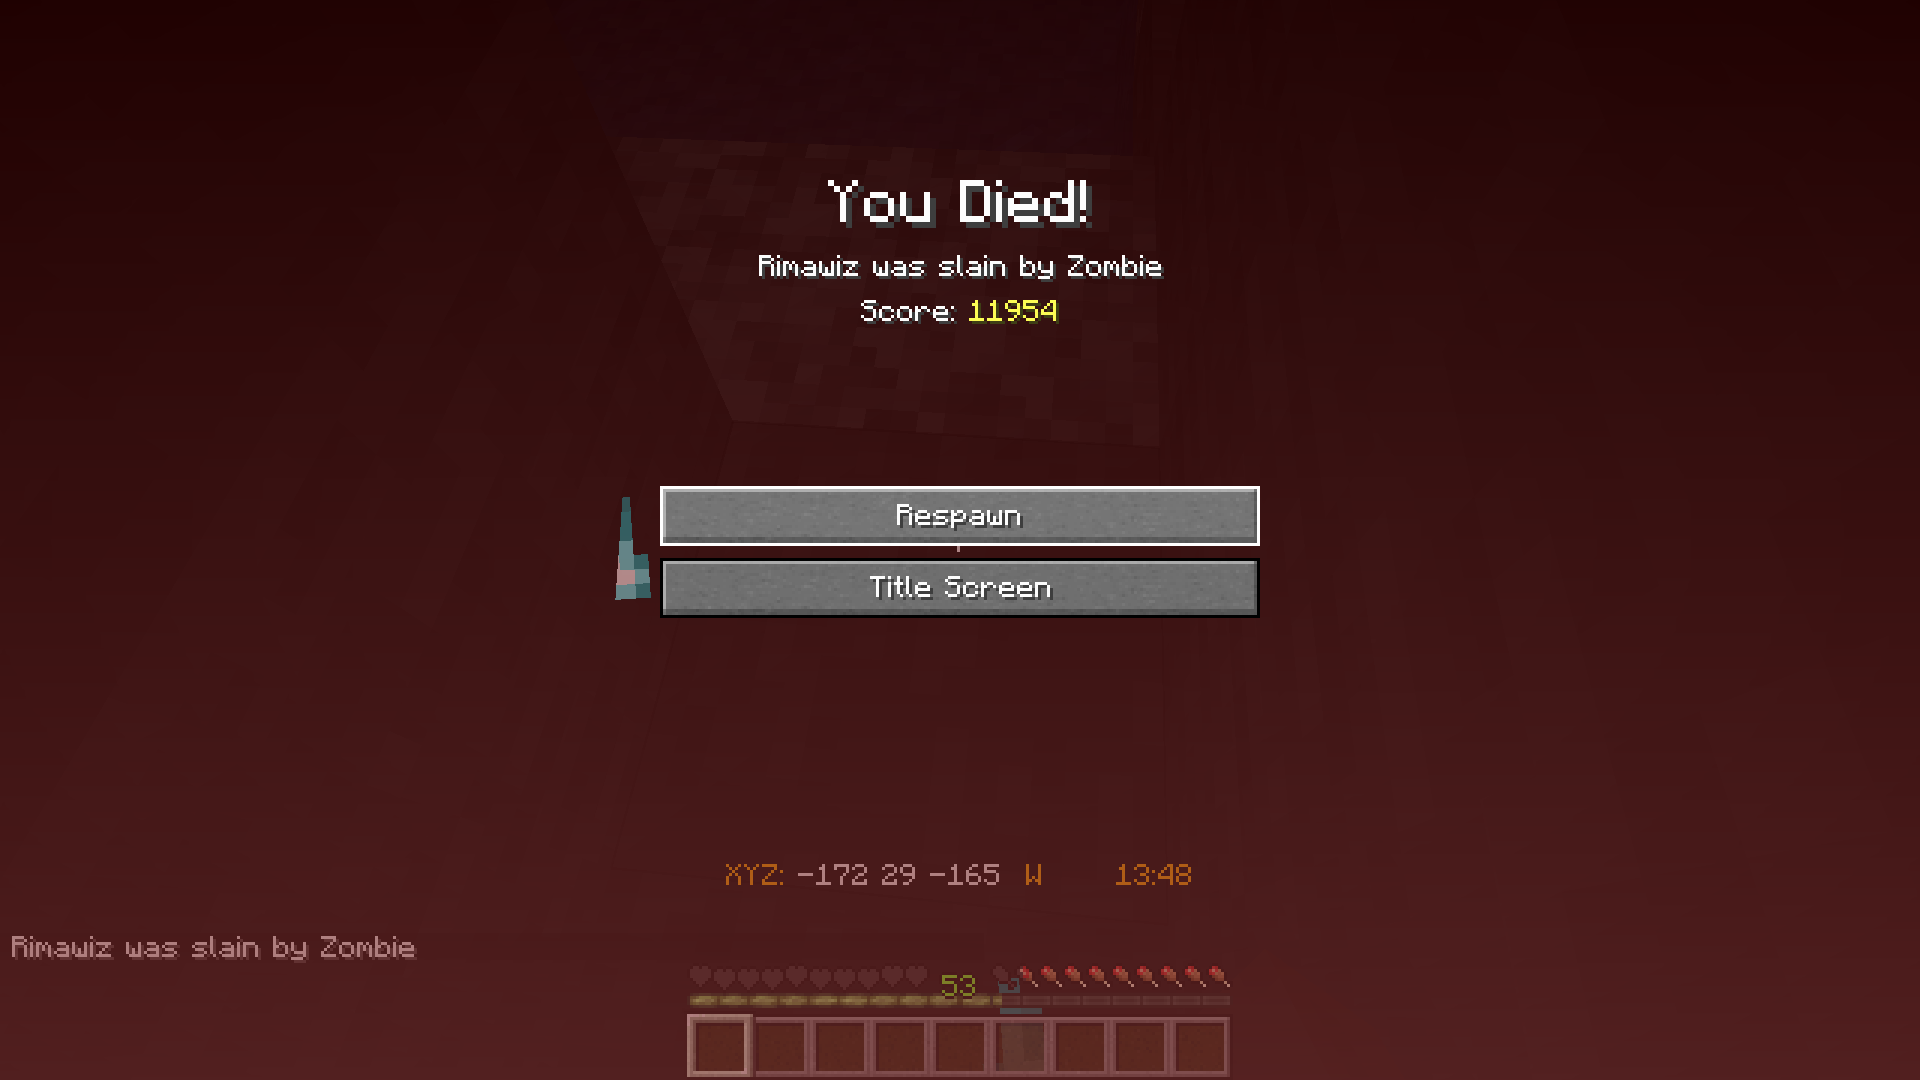 You Died!
Rimawiz was slain by Zombie
Score: 11954
Respawn
Title Screen
XYZ: -172 29 -165 W 13:48
Rimawiz was slain by Zombie
53